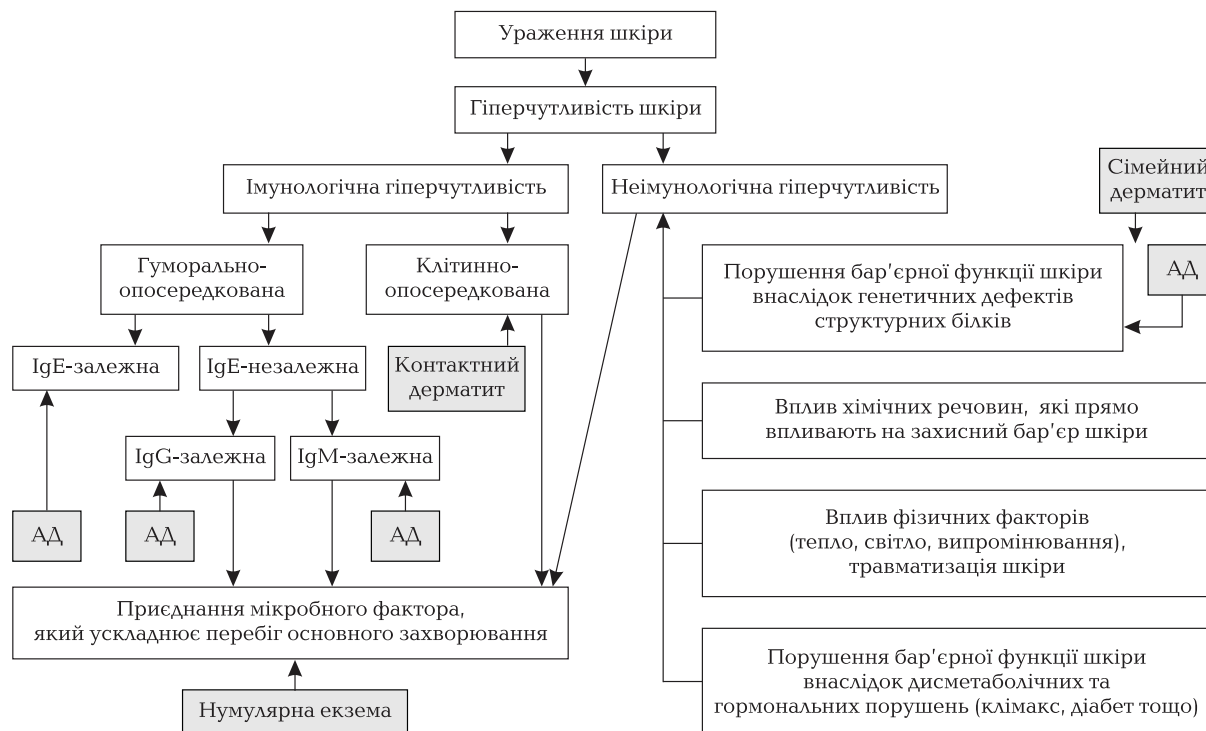 Ураження шкіри
Гіперчутливість шкіри
Імунологічна гіперчутливість
Неімунологічна гіперчутливість
Сімейний
дерматит
Гуморально-
опосередкована
Клітинно-
опосередкована
Порушення бар’єрної функції шкіри
внаслідок генетичних дефектів
структурних білків
АД
IgE-залежна
IgE-незалежна
Контактний
дерматит
Вплив хімічних речовин, які прямо
впливають на захисний бар’єр шкіри
IgG-залежна
IgM-залежна
АД
АД
АД
Вплив фізичних факторів
(тепло, світло, випромінювання),
травматизація шкіри
Приєднання мікробного фактора,
який ускладнює перебіг основного захворювання
Порушення бар’єрної функції шкіри
внаслідок дисметаболічних та
гормональних порушень (клімакс, діабет тощо)
Нумулярна екзема